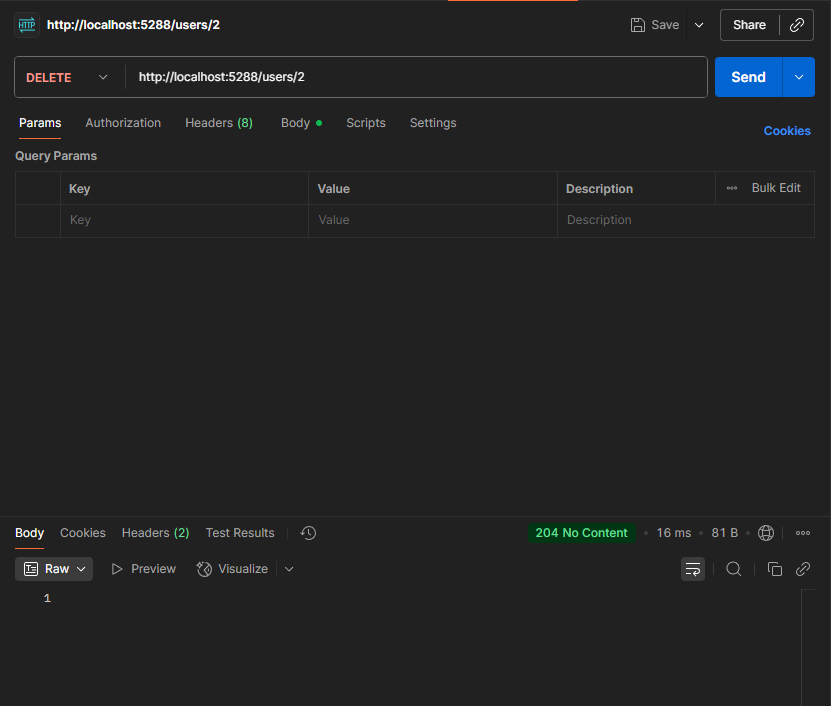 HTTP http://localhost:5288/users/2 Save Share
DELETE http://localhost:5288/users/2 Send
Params Authorization Headers (8) Body Scripts Settings Cookies
Query Params
Key Value Description Bulk Edit
Key Value Description
Body Cookies Headers (2) Test Results 204 No Content • 16 ms • 81 B •
Raw Preview Visualize
1